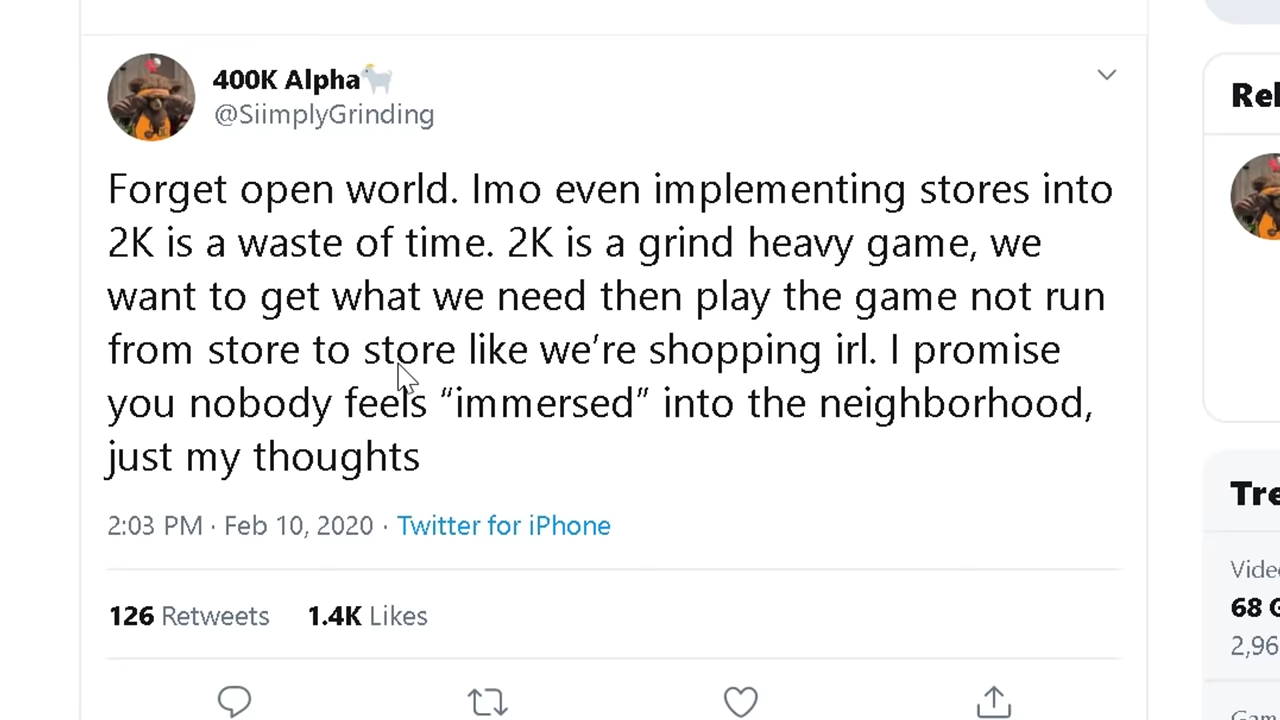 400K Alpha🐐
@SiimplyGrinding
Forget open world. Imo even implementing stores into
2K is a waste of time. 2K is a grind heavy game, we
want to get what we need then play the game not run
from store to store like we’re shopping irl. I promise
you nobody feels “immersed” into the neighborhood,
just my thoughts
2:03 PM · Feb 10, 2020 · Twitter for iPhone
126 Retweets 1.4K Likes
Rel
Tre
Vide
68 G
2,96